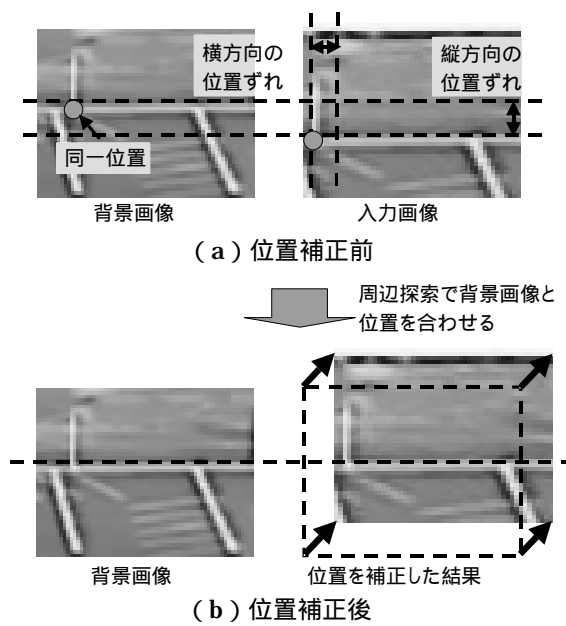 横方向の
位置ずれ
縦方向の
位置ずれ
同一位置
背景画像
入力画像
(a)位置補正前
周辺探索で背景画像と
位置を合わせる
背景画像
位置を補正した結果
(b)位置補正後